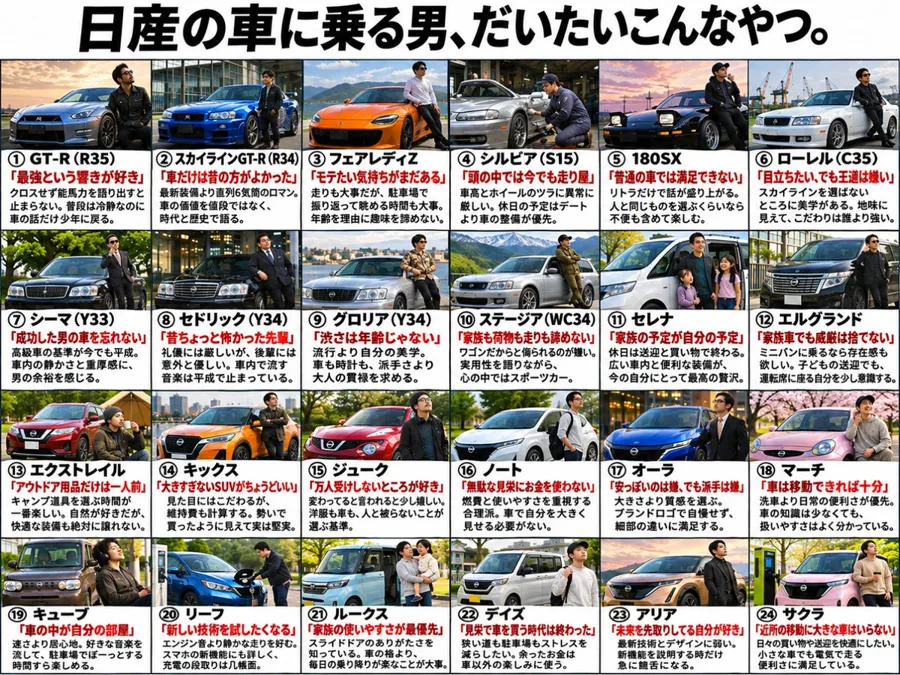 日産の車に乗る男、だいたいこんなやつ。
① GT-R(R35)
「最強という響きが好き」
クロスせず能馬力を語り出すと
止まらない。普段は冷静なのに
車の話だけ少年に戻る。
② スカイラインGT-R(R34)
「車だけは昔の方がよかった」
最新装備より直列6気筒のロマン。
車の価値を値段ではなく、
時代と歴史で語る。
③ フェアレディZ
「モテたい気持ちがまだある」
走りも大事だが、駐車場で
振り返って眺める時間も大事。
年齢を理由に趣味を諦めない。
④ シルビア(S15)
「頭の中では今でも走り屋」
車高とホイールのツラに異常に
厳しい。休日の予定はデート
より車の整備が優先。
⑤ 180SX
「普通の車では満足できない」
リトラだけで話が盛り上がる。
人と同じものを選ぶくらいなら
不便も含めて楽しむ。
⑥ ローレル(C35)
「目立ちたい、でも王道は嫌い」
スカイラインを選ばない
ところに美学がある。地味に
見えて、こだわりは誰より強い。
⑦ シーマ(Y33)
「成功した男の車を忘れない」
高級車の基準が今でも平成。
車内の静かさと重厚感に、
男の余裕を感じる。
⑧ セドリック(Y34)
「昔ちょっと怖かった先輩」
礼儀には厳しいが、後輩には
意外と優しい。車内で流す
音楽は平成で止まっている。
⑨ グロリア(Y34)
「渋さは年齢じゃない」
流行より自分の美学。
車も時計も、派手さより
大人の貫禄を求める。
⑩ ステージア(WC34)
「家族も荷物も走りも諦めない」
ワゴンだからと侮られるのが嫌い。
実用性を語りながら、
心の中ではスポーツカー。
⑪ セレナ
「家族の予定が自分の予定」
休日は送迎と買い物で終わる。
広い車内と便利な装備が、
今の自分にとって最高の贅沢。
⑫ エルグランド
「家族車でも威厳は捨てない」
ミニバンに乗るなら存在感も
欲しい。子どもの送迎でも、
運転席に座る自分を少し意識する。
⑬ エクストレイル
「アウトドア用品だけは一人前」
キャンプ道具を選ぶ時間が
一番楽しい。自然が好きだが、
快適な装備も絶対に譲れない。
⑭ キックス
「大きすぎないSUVがちょうどいい」
見た目にはこだわるが、
維持費も計算する。勢いで
買ったように見えて実は堅実。
⑮ ジューク
「万人受けしないところが好き」
変わってると言われると少し嬉しい。
洋服も車も、人と被らないことが
選ぶ基準。
⑯ ノート
「無駄な見栄にお金を使わない」
燃費と使いやすさを重視する
合理派。車で自分を大きく
見せる必要がない。
⑰ オーラ
「安っぽいのは嫌、でも派手は嫌」
大きさより質感を選ぶ。
ブランドロゴで自慢せず、
細部の違いに満足する。
⑱ マーチ
「車は移動できれば十分」
洗車より日常の便利さが優先。
車の知識は少なくても、
扱いやすさはよく分かっている。
⑲ キューブ
「車の中が自分の部屋」
速さより居心地。好きな音楽を
流して、駐車場でぼーっとする
時間すら楽しめる。
⑳ リーフ
「新しい技術を試したくなる」
エンジン音より静かな走りを好む。
スマホの新機能にも詳しく、
充電の段取りは几帳面。
㉑ ルークス
「家族の使いやすさが最優先」
スライドドアのありがたさを
知っている。車の格より、
毎日の乗り降りが楽なことが大事。
㉒ デイズ
「見栄で車を買う時代は終わった」
狭い道も駐車場もストレスを
減らしたい。余ったお金は
車以外の楽しみに使う。
㉓ アリア
「未来を先取りしてる自分が好き」
最新技術とデザインに弱い。
新機能を説明する時だけ
急に饒舌になる。
㉔ サクラ
「近所の移動に大きな車はいらない」
日々の買い物や送迎を快適にしたい。
小さな車でも電気で走る
便利さに満足している。